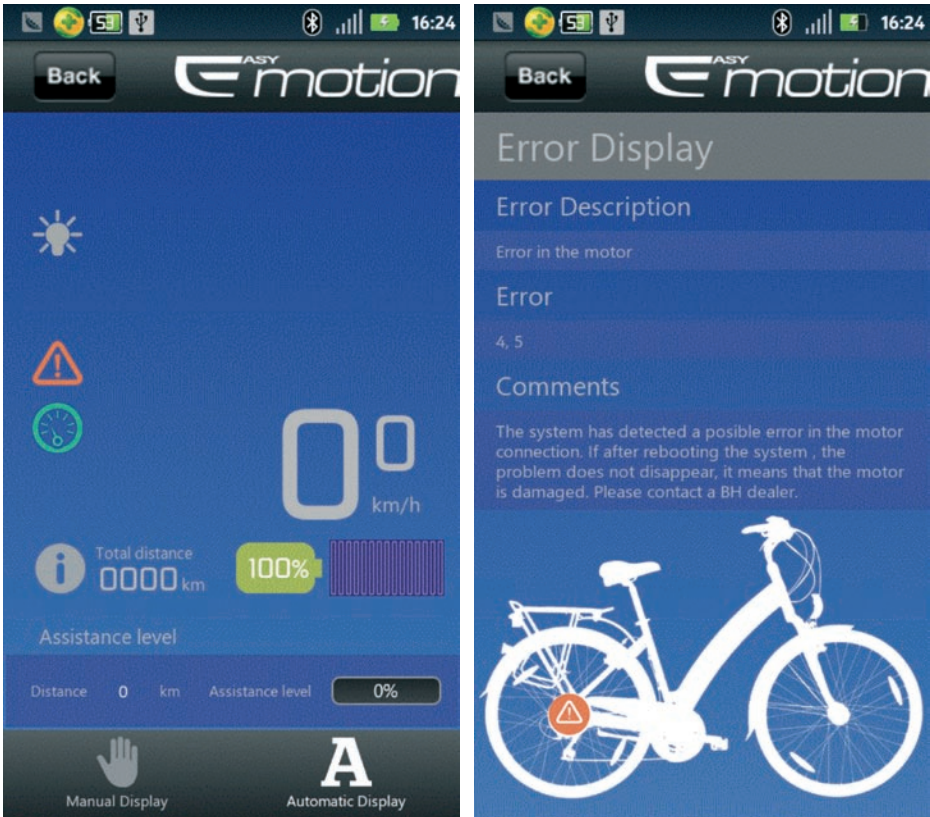 53
16:24
Back
EASY
motion
0 0
km/h
Total distance
0000 km
100%
Assistance level
Distance 0 km Assistance level 0%
Manual Display
A
Automatic Display
53
16:24
Back
EASY
motion
Error Display
Error Description
Error in the motor
Error
4, 5
Comments
The system has detected a posible error in the motor
connection. If after rebooting the system , the
problem does not disappear, it means that the motor
is damaged. Please contact a BH dealer.